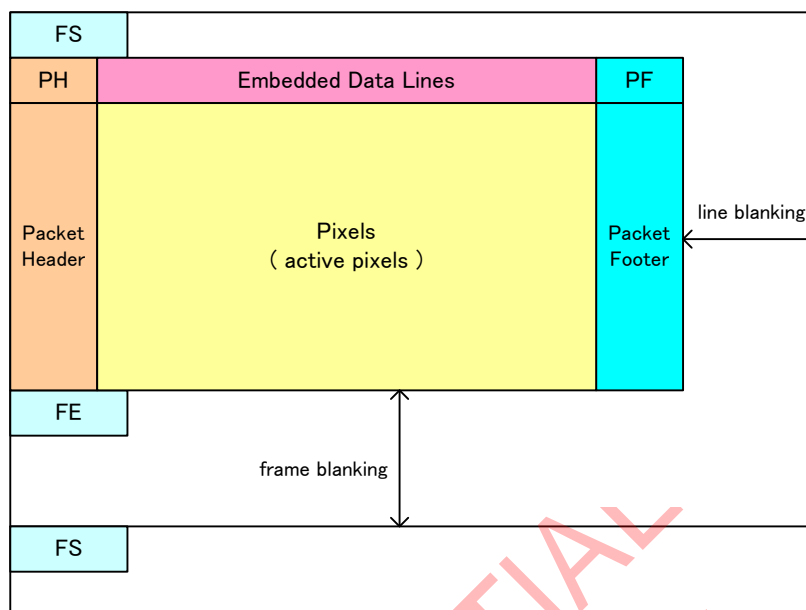 FS
PH
Embedded Data Lines
PF
Packet
Header
Pixels
( active pixels )
Packet
Footer
line blanking
FE
frame blanking
FS
TIAL